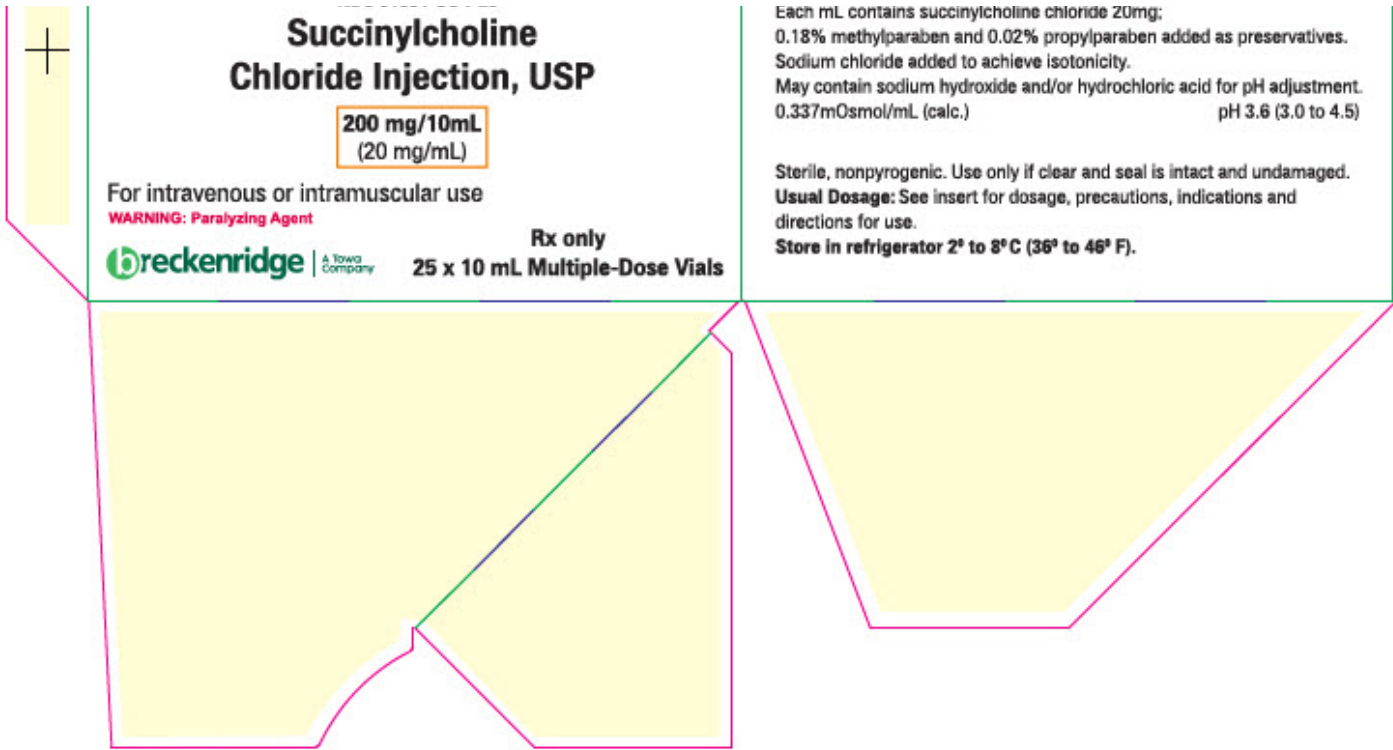 Succinylcholine
Chloride Injection, USP
200 mg/10mL
(20 mg/mL)
For intravenous or intramuscular use
WARNING: Paralyzing Agent
breckenridge | A Towa
Company
Rx only
25 x 10 mL Multiple-Dose Vials
Each mL contains succinylcholine chloride 20mg;
0.18% methylparaben and 0.02% propylparaben added as preservatives.
Sodium chloride added to achieve isotonicity.
May contain sodium hydroxide and/or hydrochloric acid for pH adjustment.
0.337mOsmol/mL (calc.) pH 3.6 (3.0 to 4.5)
Sterile, nonpyrogenic. Use only if clear and seal is intact and undamaged.
Usual Dosage: See insert for dosage, precautions, indications and
directions for use.
Store in refrigerator 2º to 8ºC (36º to 46º F).